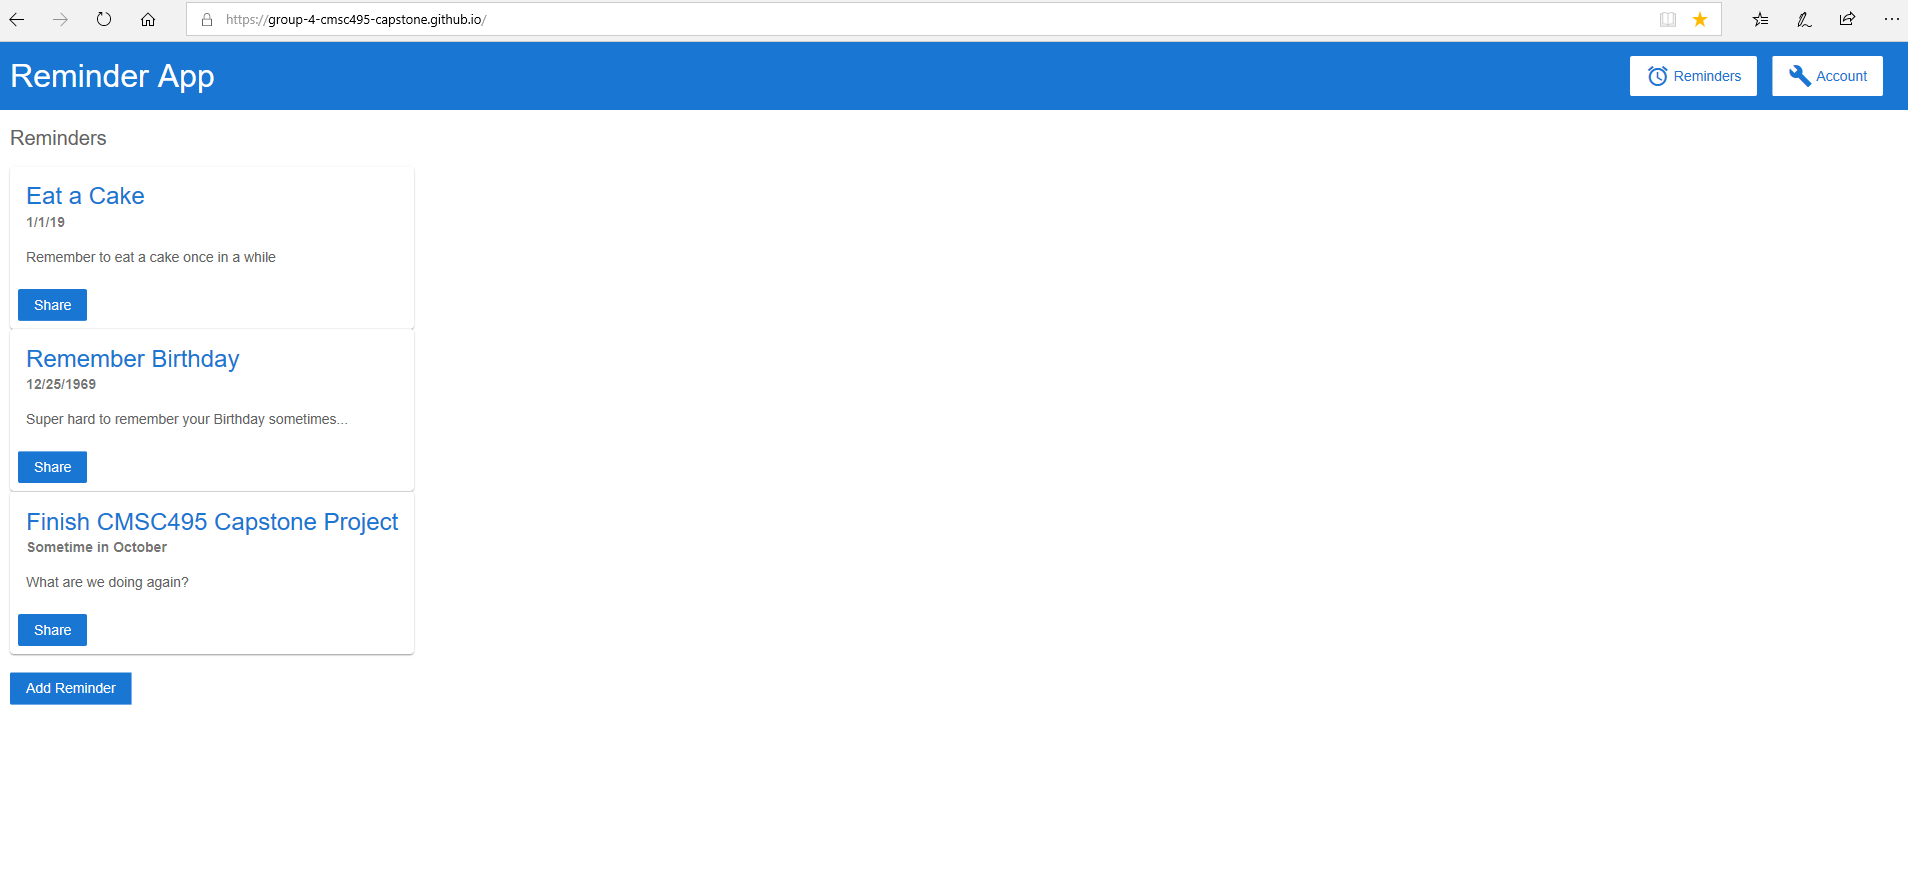 https://group-4-cmsc495-capstone.github.io/
Reminder App
Reminders
Account
Reminders
Eat a Cake
1/1/19
Remember to eat a cake once in a while
Share
Remember Birthday
12/25/1969
Super hard to remember your Birthday sometimes...
Share
Finish CMSC495 Capstone Project
Sometime in October
What are we doing again?
Share
Add Reminder